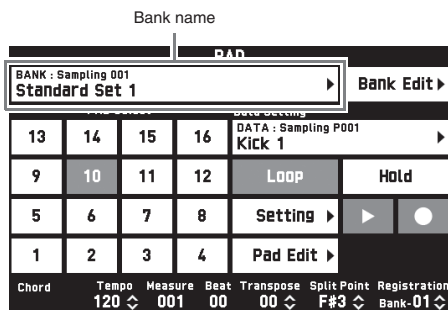 Bank name
PAD
BANK : Sampling 001
Standard Set 1
Bank Edit
Data Setting
13 14 15 16
DATA : Sampling P001
Kick 1
9 10 11 12 Loop Hold
5 6 7 8 Setting
1 2 3 4 Pad Edit
Chord Tempo Measure Beat Transpose Split Point Registration
120 001 00 00 F#3 Bank-01